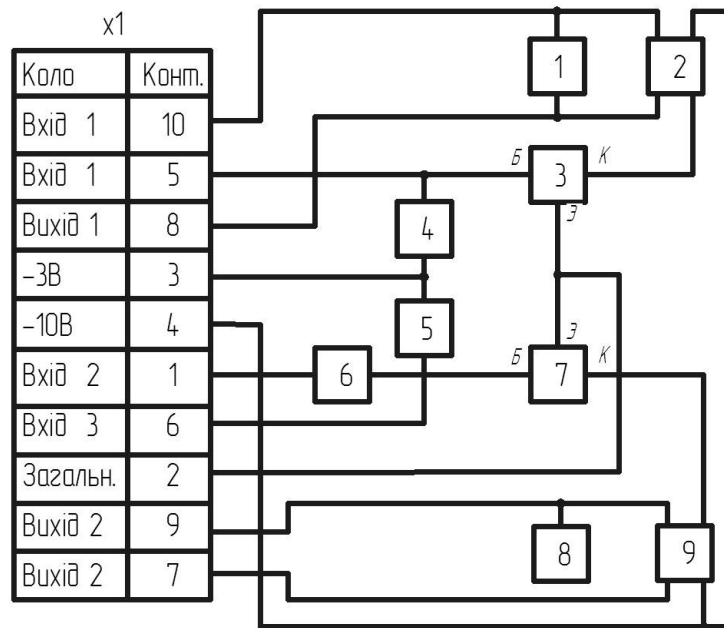 x1
Коло Конт.
Вхід 1 10
Вхід 1 5
Вихід 1 8
-3В 3
-10В 4
Вхід 2 1
Вхід 3 6
Загальн. 2
Вихід 2 9
Вихід 2 7
1
2
Б 3 К
Э
4
5
Э
6
Б 7 К
8
9